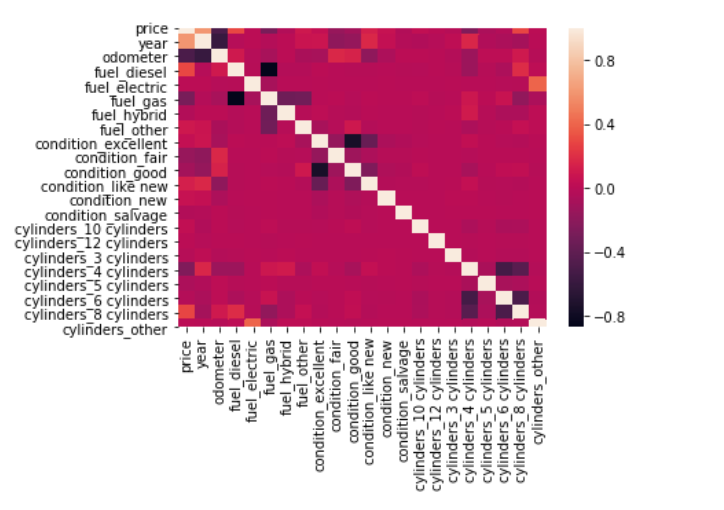 price
year
odometer
fuel_diesel
fuel_electric
fuel_gas
fuel_hybrid
fuel_other
condition_excellent
condition_fair
condition_good
condition_like new
condition_new
condition_salvage
cylinders_10 cylinders
cylinders_12 cylinders
cylinders_3 cylinders
cylinders_4 cylinders
cylinders_5 cylinders
cylinders_6 cylinders
cylinders_8 cylinders
cylinders_other
0.8
0.4
0.0
−0.4
−0.8
price
year
odometer
fuel_diesel
fuel_electric
fuel_gas
fuel_hybrid
fuel_other
condition_excellent
condition_fair
condition_good
condition_like new
condition_new
condition_salvage
cylinders_10 cylinders
cylinders_12 cylinders
cylinders_3 cylinders
cylinders_4 cylinders
cylinders_5 cylinders
cylinders_6 cylinders
cylinders_8 cylinders
cylinders_other